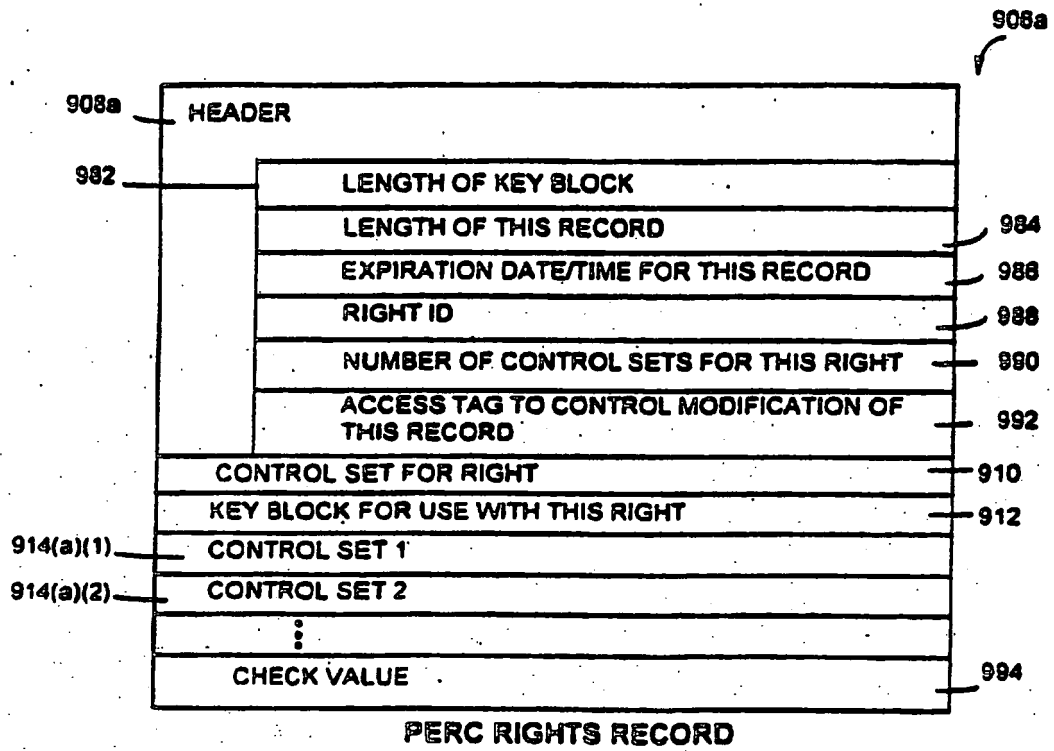 908a
908a HEADER
982 LENGTH OF KEY BLOCK
LENGTH OF THIS RECORD 984
EXPIRATION DATE/TIME FOR THIS RECORD 986
RIGHT ID 988
NUMBER OF CONTROL SETS FOR THIS RIGHT 990
ACCESS TAG TO CONTROL MODIFICATION OF
THIS RECORD 992
CONTROL SET FOR RIGHT 910
KEY BLOCK FOR USE WITH THIS RIGHT 912
914(a)(1) CONTROL SET 1
914(a)(2) CONTROL SET 2
CHECK VALUE 994
PERC RIGHTS RECORD